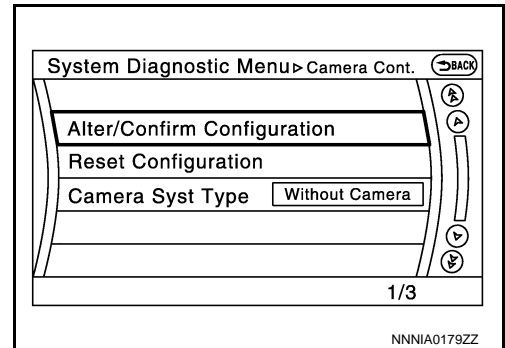 System Diagnostic Menu▷Camera Cont. BACK
Alter/Confirm Configuration
Reset Configuration
Camera Syst Type Without Camera
1/3
NNNIA0179ZZ